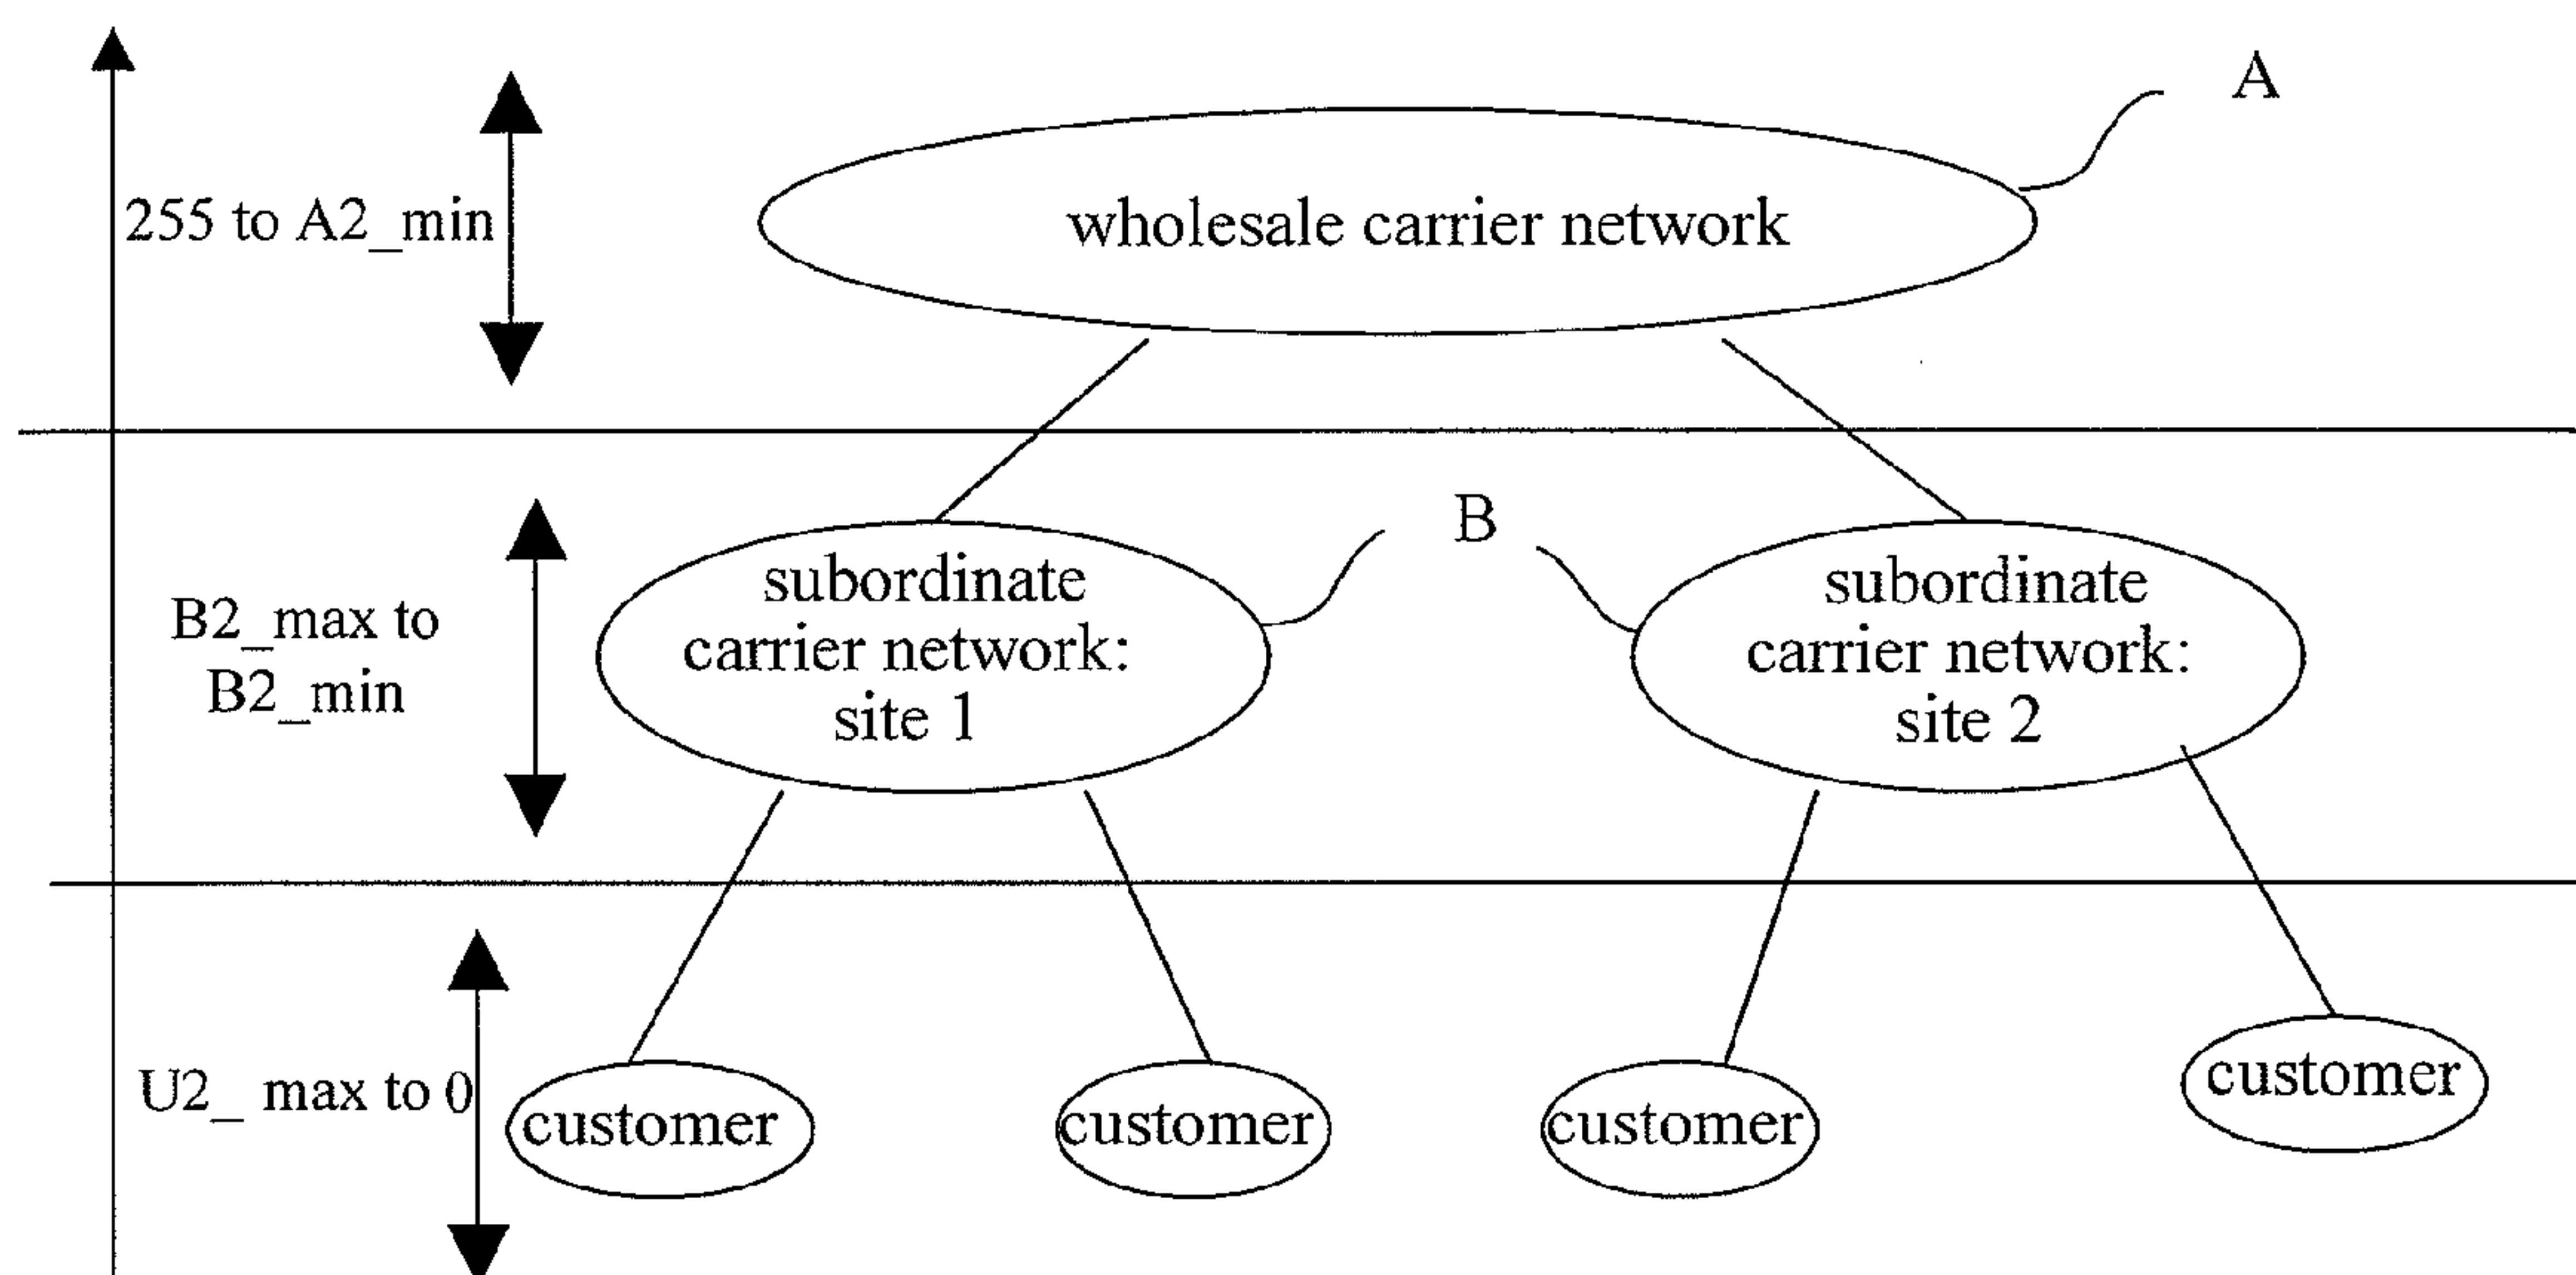 A
255 to A2_min
wholesale carrier network
B
B2_max to
B2_min
subordinate
carrier network:
site 1
subordinate
carrier network:
site 2
U2_ max to 0
customer
customer
customer
customer